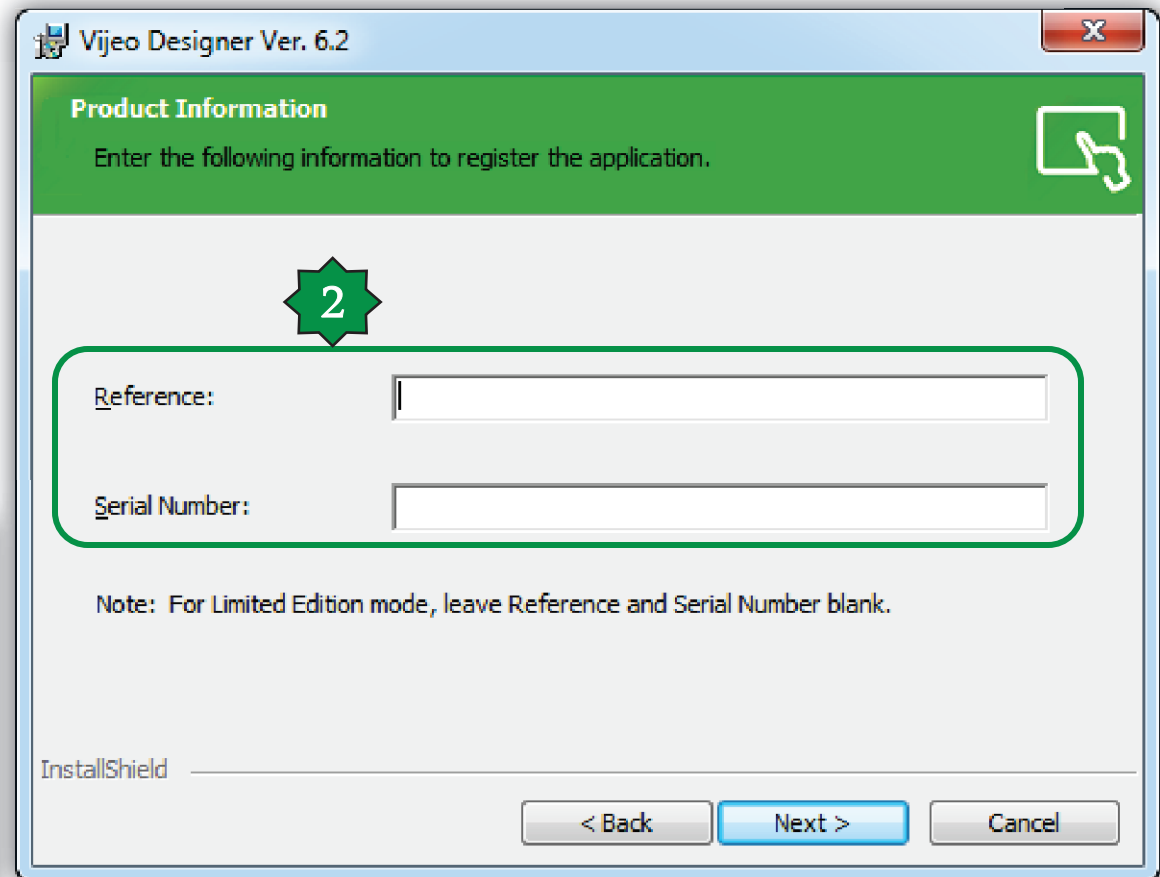 Vijeo Designer Ver. 6.2
x
Product Information
Enter the following information to register the application.
2
Reference:
Serial Number:
Note: For Limited Edition mode, leave Reference and Serial Number blank.
InstallShield
< Back Next > Cancel